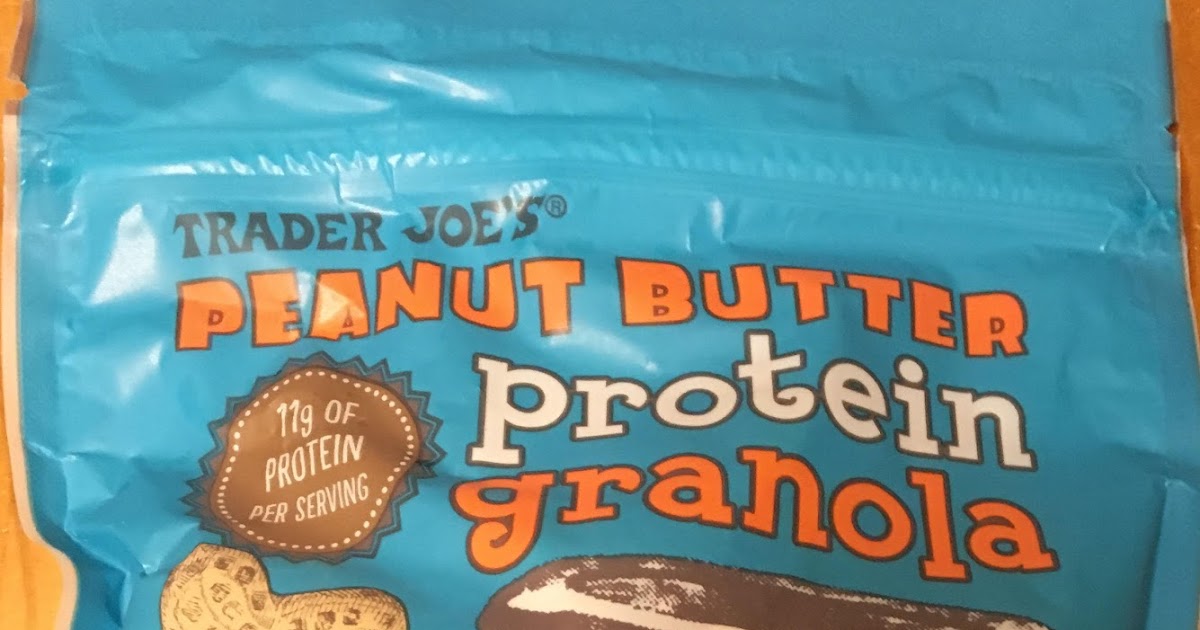 TRADER JOE'S®
PEANUT BUTTER
protein
granola
11g OF
PROTEIN
PER SERVING